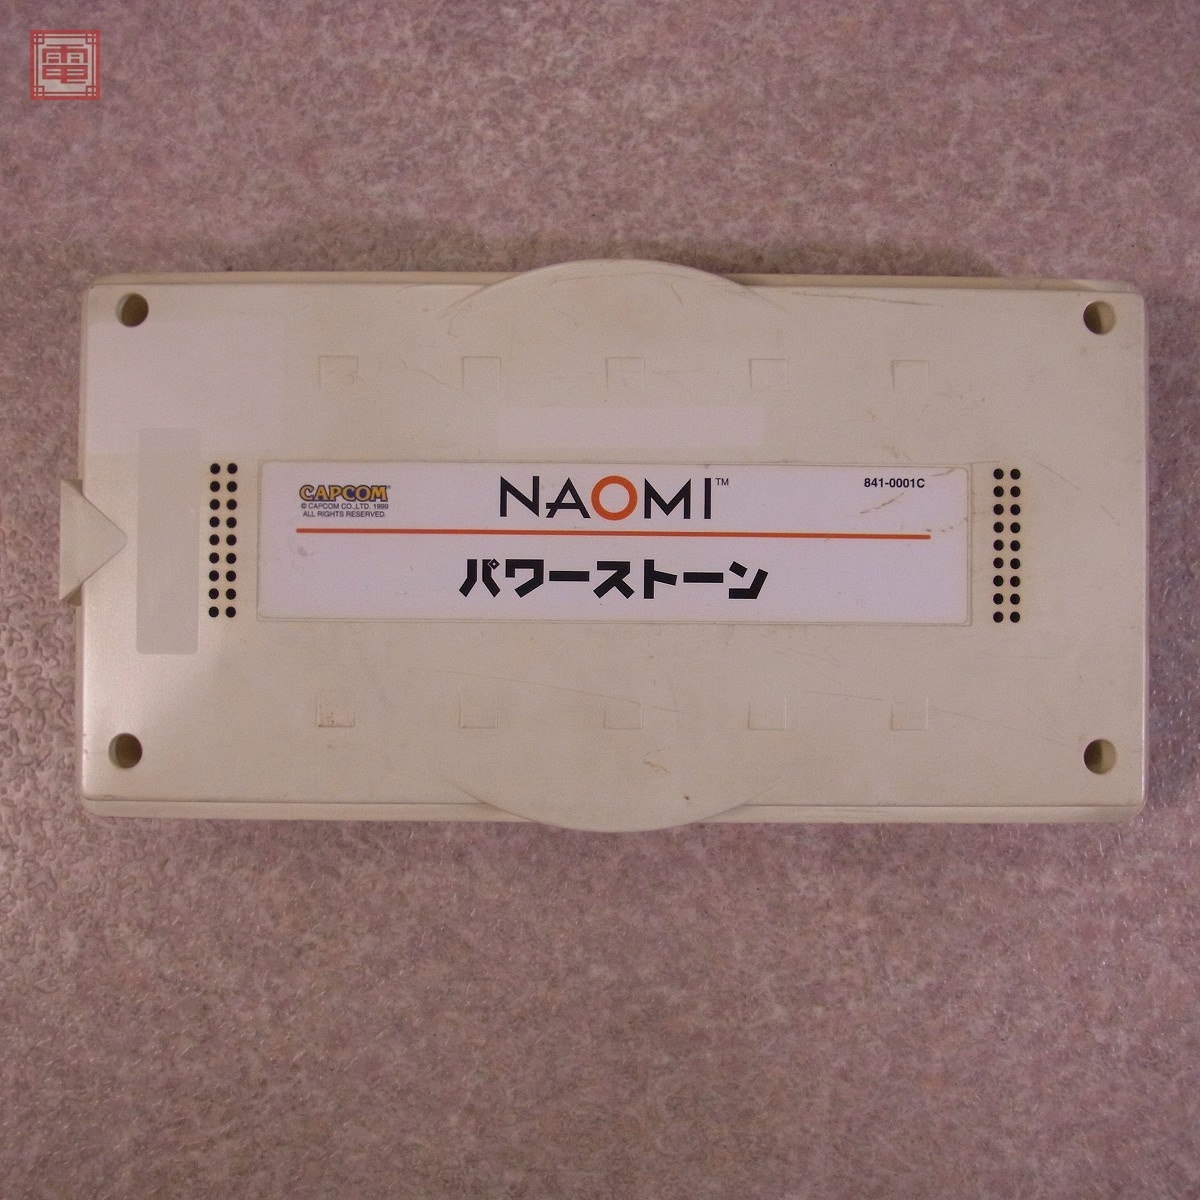 電
CAPCOM
© CAPCOM CO.,LTD. 1999
ALL RIGHTS RESERVED.
NAOMI™
841-0001C
パワーストーン